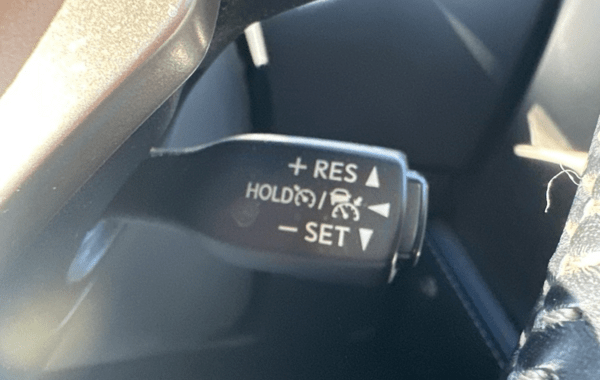 + RES ▲
HOLD / ◀
− SET ▼